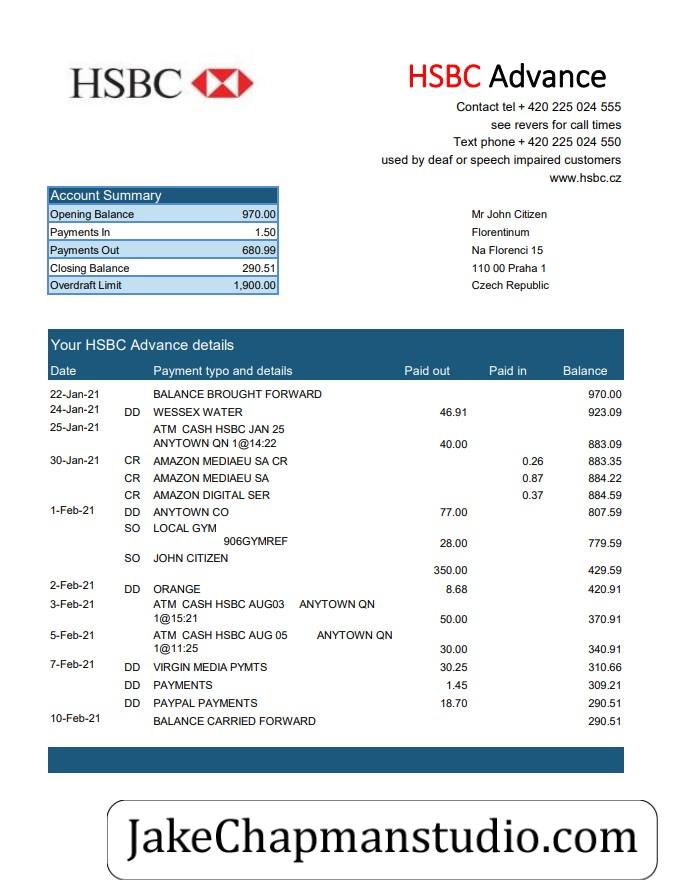 HSBC
HSBC Advance
Contact tel + 420 225 024 555
see revers for call times
Text phone + 420 225 024 550
used by deaf or speech impaired customers
www.hsbc.cz
Account Summary
Opening Balance 970.00
Payments In 1.50
Payments Out 680.99
Closing Balance 290.51
Overdraft Limit 1,900.00
Mr John Citizen
Florentinum
Na Florenci 15
110 00 Praha 1
Czech Republic
Your HSBC Advance details
Date Payment typo and details Paid out Paid in Balance
22-Jan-21 BALANCE BROUGHT FORWARD 970.00
24-Jan-21 DD WESSEX WATER 46.91 923.09
25-Jan-21 ATM CASH HSBC JAN 25
ANYTOWN QN 1@14:22 40.00 883.09
30-Jan-21 CR AMAZON MEDIAEU SA CR 0.26 883.35
CR AMAZON MEDIAEU SA 0.87 884.22
CR AMAZON DIGITAL SER 0.37 884.59
1-Feb-21 DD ANYTOWN CO 77.00 807.59
SO LOCAL GYM
906GYMREF 28.00 779.59
SO JOHN CITIZEN
350.00 429.59
2-Feb-21 DD ORANGE 8.68 420.91
3-Feb-21 ATM CASH HSBC AUG03 ANYTOWN QN
1@15:21 50.00 370.91
5-Feb-21 ATM CASH HSBC AUG 05 ANYTOWN QN
1@11:25 30.00 340.91
7-Feb-21 DD VIRGIN MEDIA PYMTS 30.25 310.66
DD PAYMENTS 1.45 309.21
DD PAYPAL PAYMENTS 18.70 290.51
10-Feb-21 BALANCE CARRIED FORWARD 290.51
JakeChapmanstudio.com